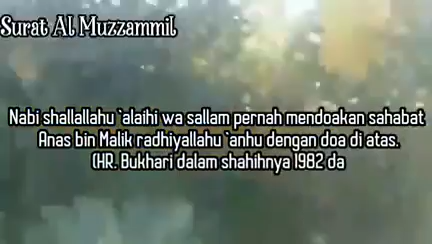 Surat Al Muzzammil
Nabi shallallahu `alaihi wa sallam pernah mendoakan sahabat
Anas bin Malik radhiyallahu `anhu dengan doa di atas.
(HR. Bukhari dalam shahihnya 1982 da